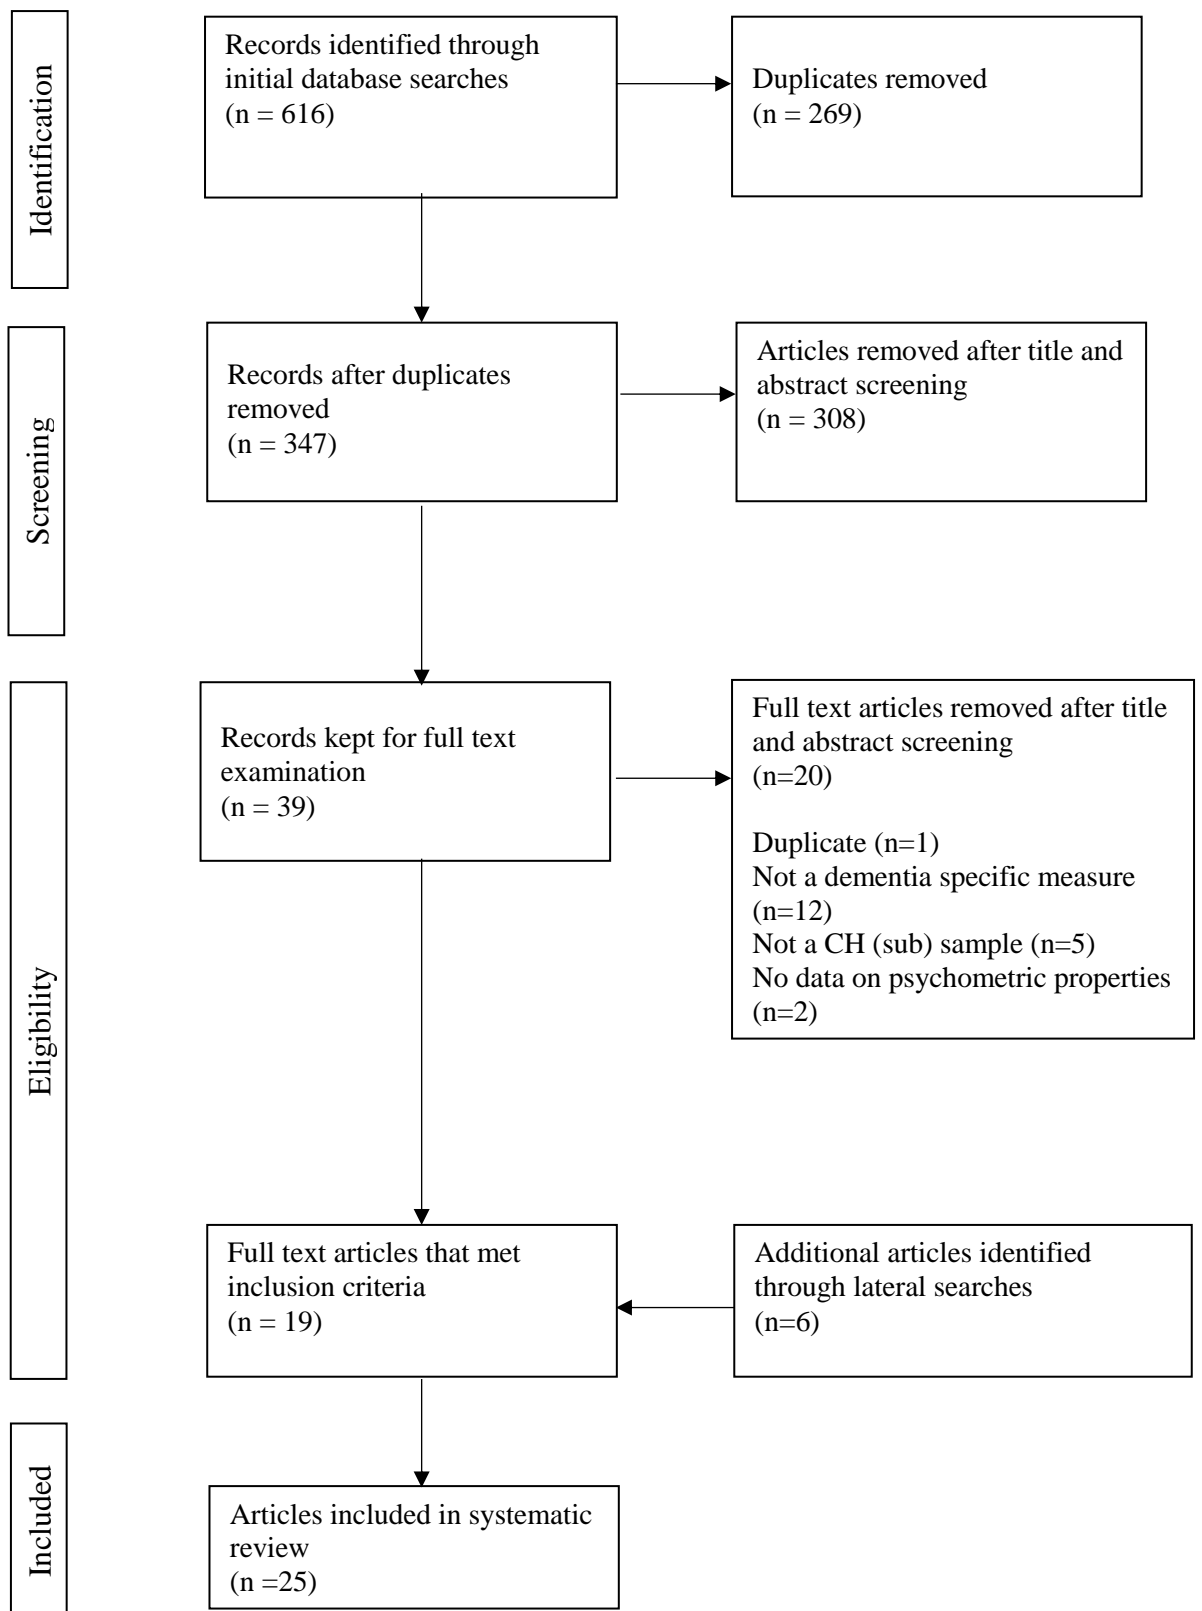 Identification
Records identified through
initial database searches
(n = 616)
Duplicates removed
(n = 269)
Screening
Records after duplicates
removed
(n = 347)
Articles removed after title and
abstract screening
(n = 308)
Eligibility
Records kept for full text
examination
(n = 39)
Full text articles removed after title
and abstract screening
(n=20)
Duplicate (n=1)
Not a dementia specific measure
(n=12)
Not a CH (sub) sample (n=5)
No data on psychometric properties
(n=2)
Full text articles that met
inclusion criteria
(n = 19)
Additional articles identified
through lateral searches
(n=6)
Included
Articles included in systematic
review
(n =25)